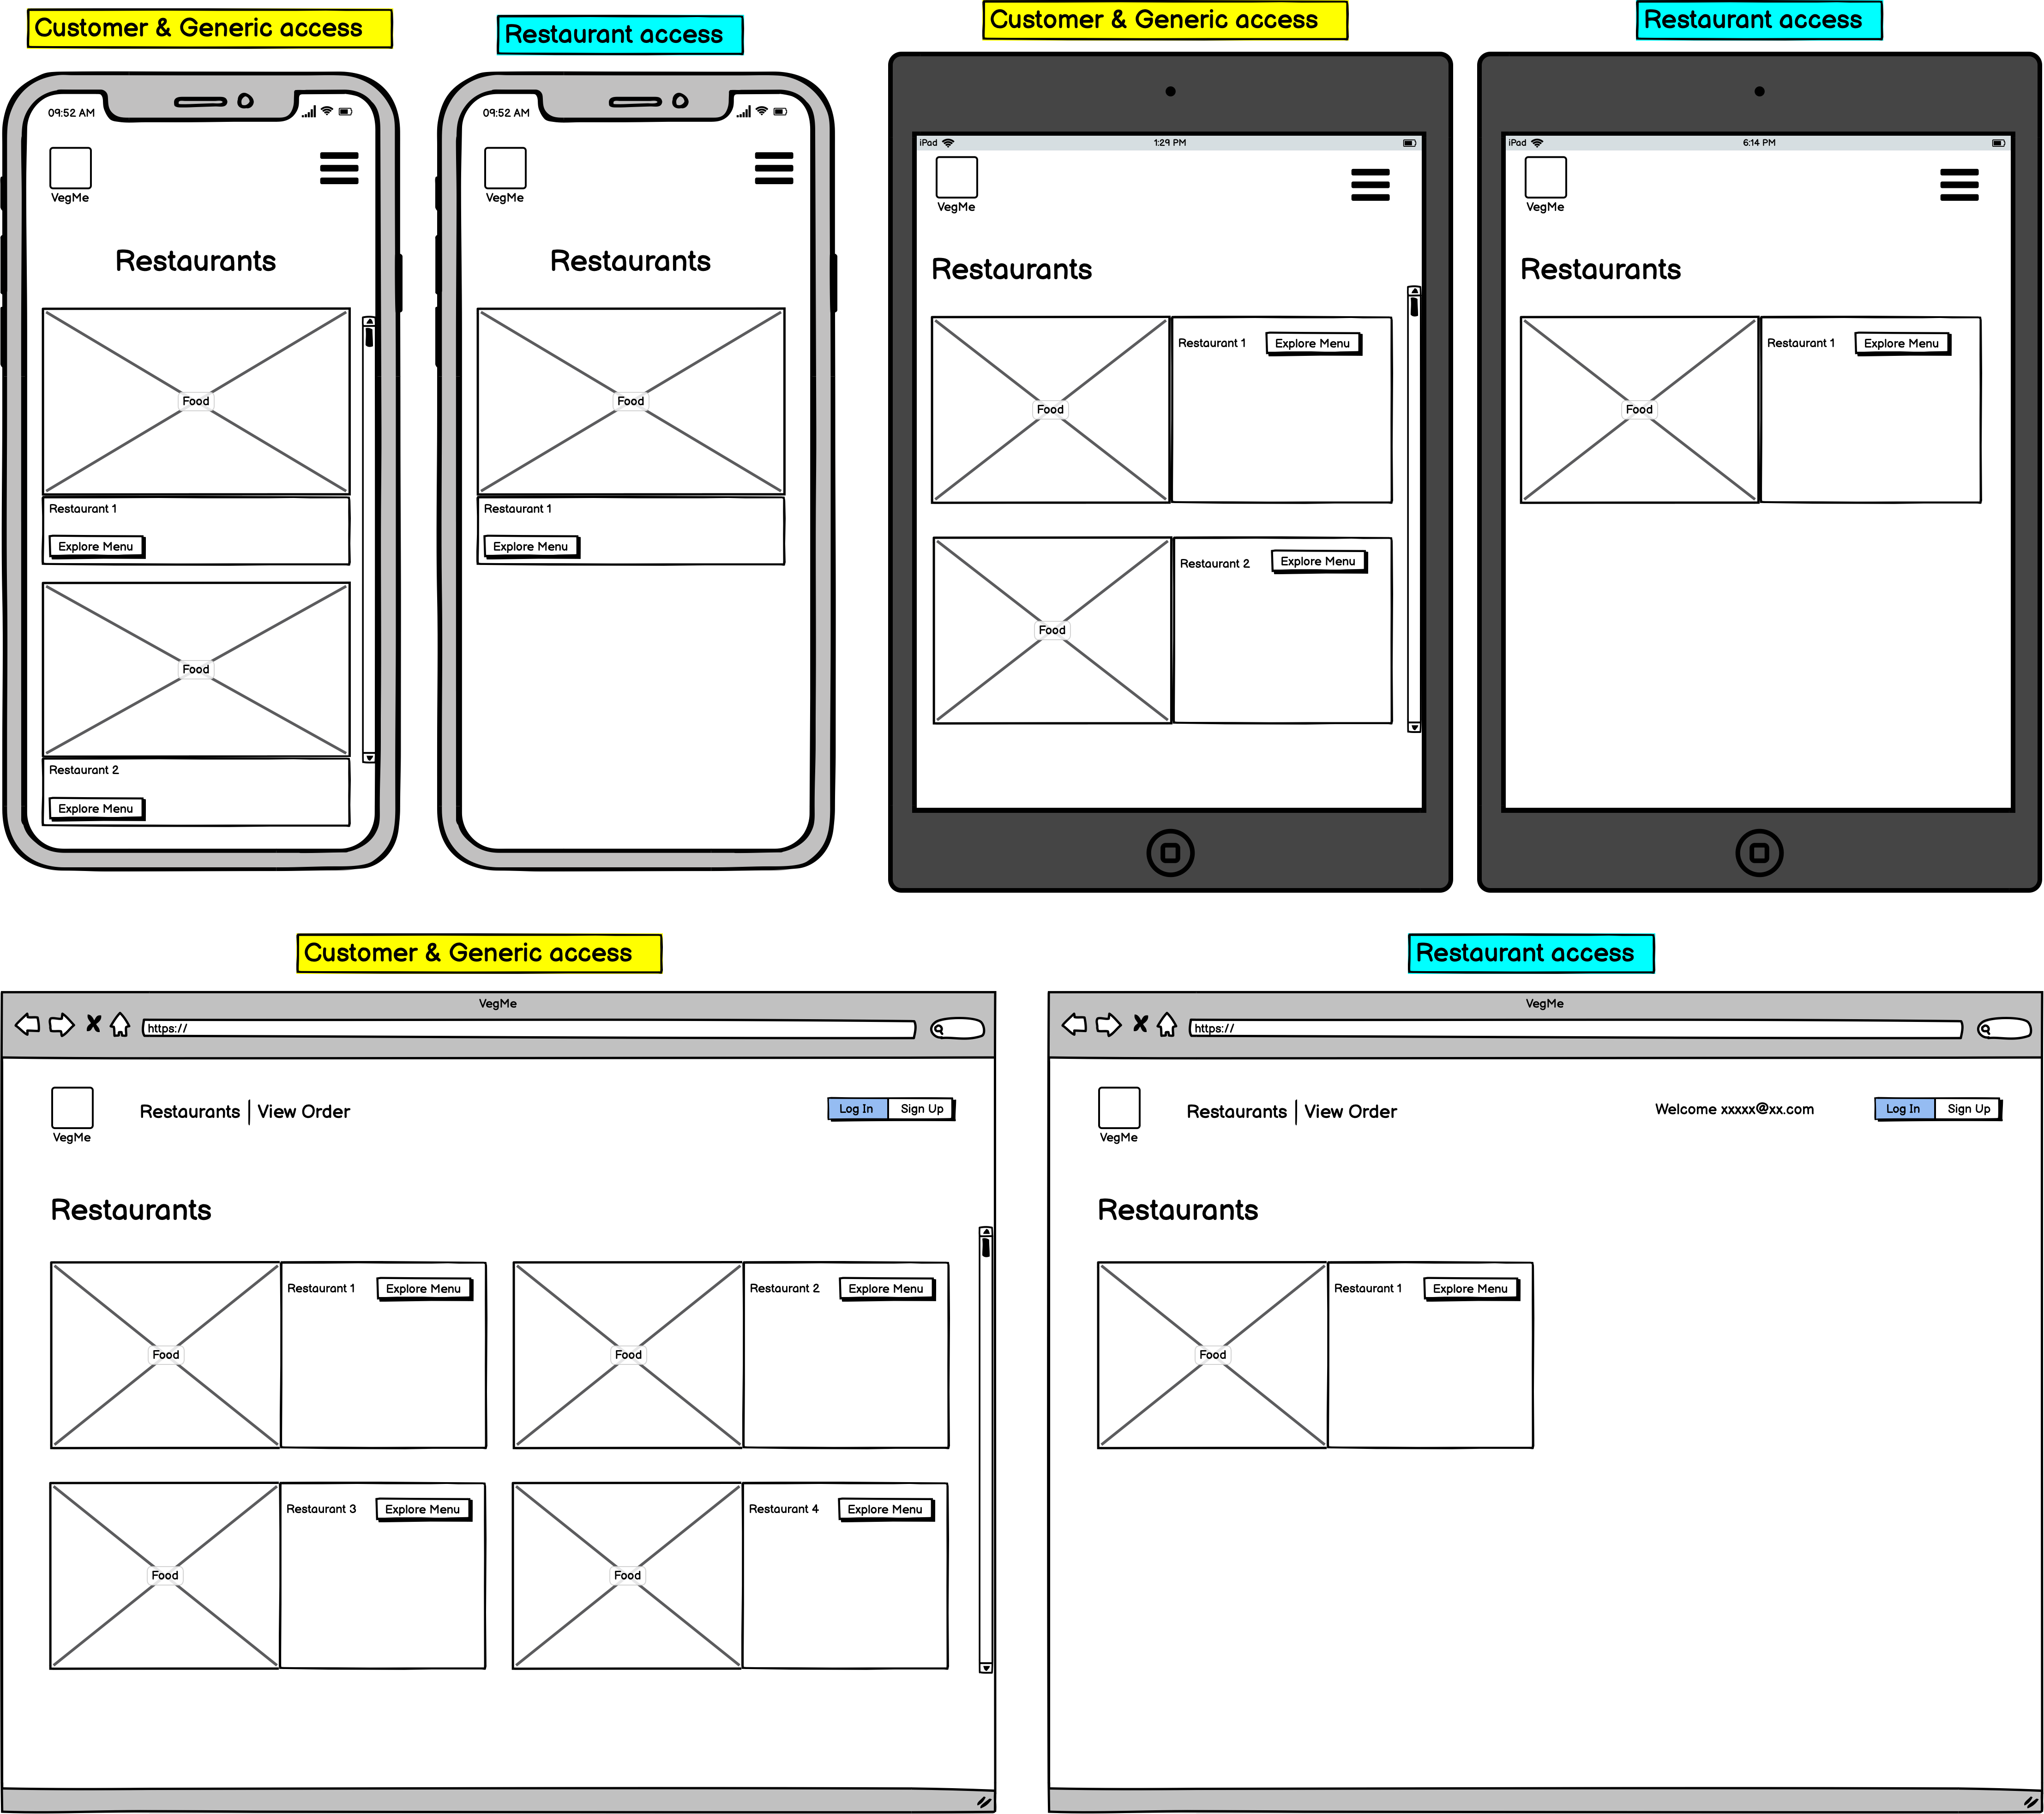 Customer & Generic access
09:52 AM
VegMe
Restaurants
Food
Restaurant 1
Explore Menu
Food
Restaurant 2
Explore Menu
Restaurant access
09:52 AM
VegMe
Restaurants
Food
Restaurant 1
Explore Menu
Customer & Generic access
iPad 1:29 PM
VegMe
Restaurants
Food
Restaurant 1 Explore Menu
Food
Restaurant 2 Explore Menu
Restaurant access
iPad 6:14 PM
VegMe
Restaurants
Food
Restaurant 1 Explore Menu
Customer & Generic access
VegMe
https://
VegMe
Restaurants | View Order
Log In Sign Up
Restaurants
Food
Restaurant 1 Explore Menu
Food
Restaurant 2 Explore Menu
Food
Restaurant 3 Explore Menu
Food
Restaurant 4 Explore Menu
Restaurant access
VegMe
https://
VegMe
Restaurants | View Order
Welcome xxxxx@xx.com
Log In Sign Up
Restaurants
Food
Restaurant 1 Explore Menu